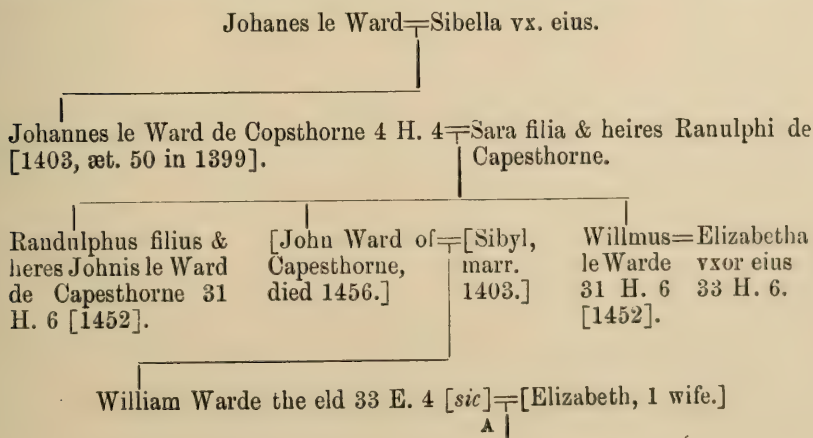 Johanes le Ward=Sibella vx. eius.
Johannes le Ward de Copsthorne 4 H. 4=Sara filia & heires Ranulphi de
[1403, æt. 50 in 1399]. Capesthorne.
Randulphus filius &
heres Johnis le Ward
de Capesthorne 31
H. 6 [1452].
[John Ward of=[Sibyl,
Capesthorne, marr.
died 1456.] 1403.]
Willmus=Elizabetha
le Warde vxor eius
31 H. 6 33 H. 6.
[1452].
William Warde the eld 33 E. 4 [sic]=[Elizabeth, 1 wife.]
A